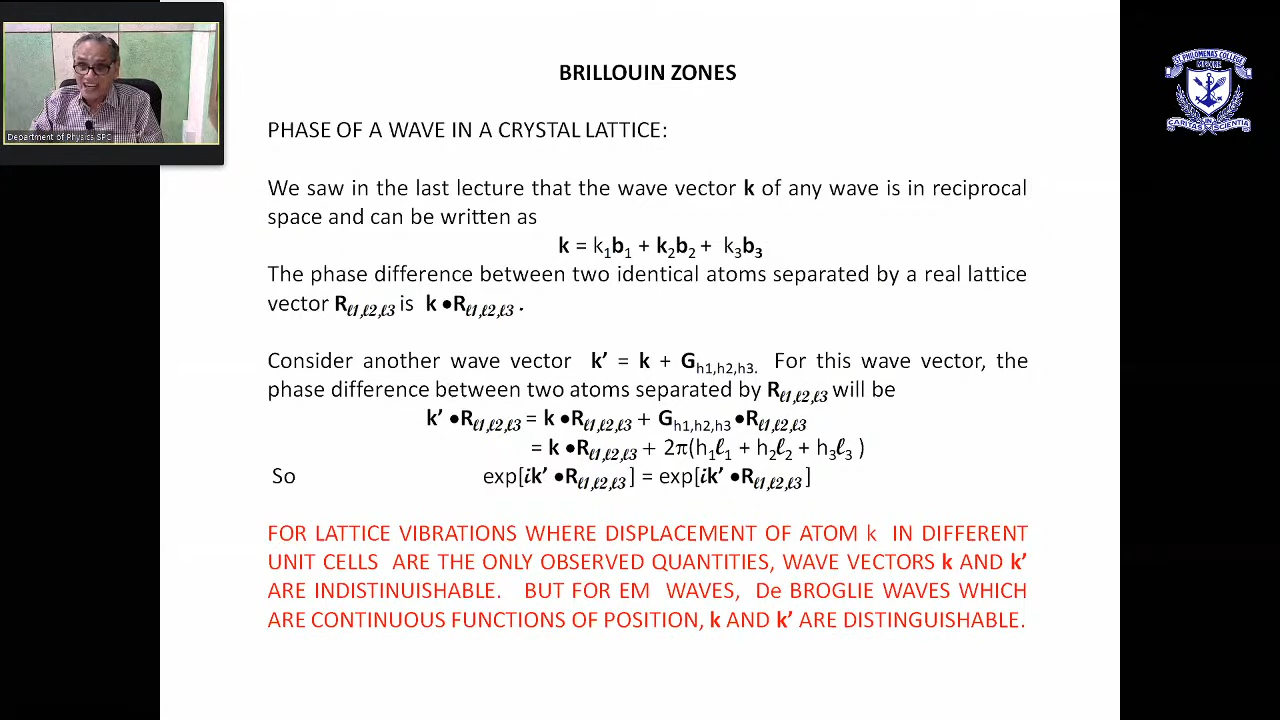 BRILLOUIN ZONES
PHASE OF A WAVE IN A CRYSTAL LATTICE:
We saw in the last lecture that the wave vector k of any wave is in reciprocal
space and can be written as
k = k₁b₁ + k₂b₂ + k₃b₃
The phase difference between two identical atoms separated by a real lattice
vector Rℓ1,ℓ2,ℓ3 is k •Rℓ1,ℓ2,ℓ3 .
Consider another wave vector k’ = k + Gh1,h2,h3. For this wave vector, the
phase difference between two atoms separated by Rℓ1,ℓ2,ℓ3 will be
k’ •Rℓ1,ℓ2,ℓ3 = k •Rℓ1,ℓ2,ℓ3 + Gh1,h2,h3 •Rℓ1,ℓ2,ℓ3
= k •Rℓ1,ℓ2,ℓ3 + 2π(h₁ℓ₁ + h₂ℓ₂ + h₃ℓ₃ )
So exp[ik’ •Rℓ1,ℓ2,ℓ3 ] = exp[ik’ •Rℓ1,ℓ2,ℓ3]
FOR LATTICE VIBRATIONS WHERE DISPLACEMENT OF ATOM k IN DIFFERENT
UNIT CELLS ARE THE ONLY OBSERVED QUANTITIES, WAVE VECTORS k AND k’
ARE INDISTINUISHABLE. BUT FOR EM WAVES, De BROGLIE WAVES WHICH
ARE CONTINUOUS FUNCTIONS OF POSITION, k AND k’ ARE DISTINGUISHABLE.
Department of Physics SPC
ST PHILOMENA'S COLLEGE
MYSORE
CARITAS ET SCIENTIA